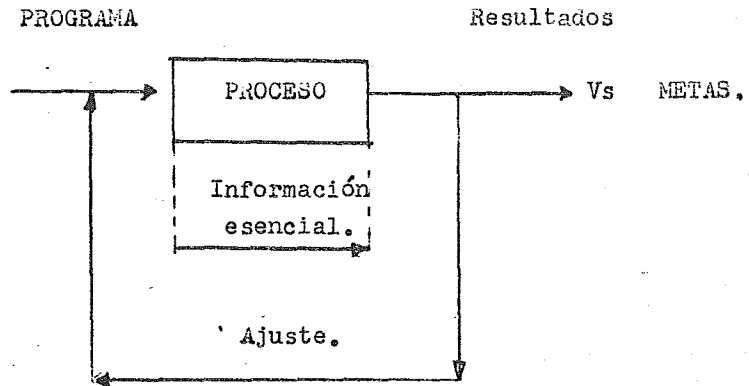 PROGRAMA Resultados
PROCESO Vs METAS.
Información
esencial.
Ajuste.